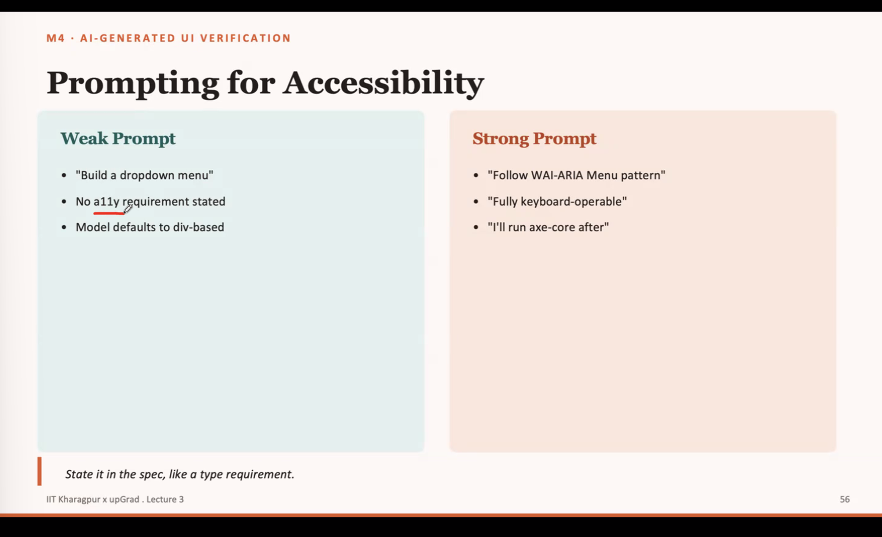 M4 · AI-GENERATED UI VERIFICATION
Prompting for Accessibility
Weak Prompt
• "Build a dropdown menu"
• No a11y requirement stated
• Model defaults to div-based
Strong Prompt
• "Follow WAI-ARIA Menu pattern"
• "Fully keyboard-operable"
• "I'll run axe-core after"
State it in the spec, like a type requirement.
IIT Kharagpur x upGrad . Lecture 3
56